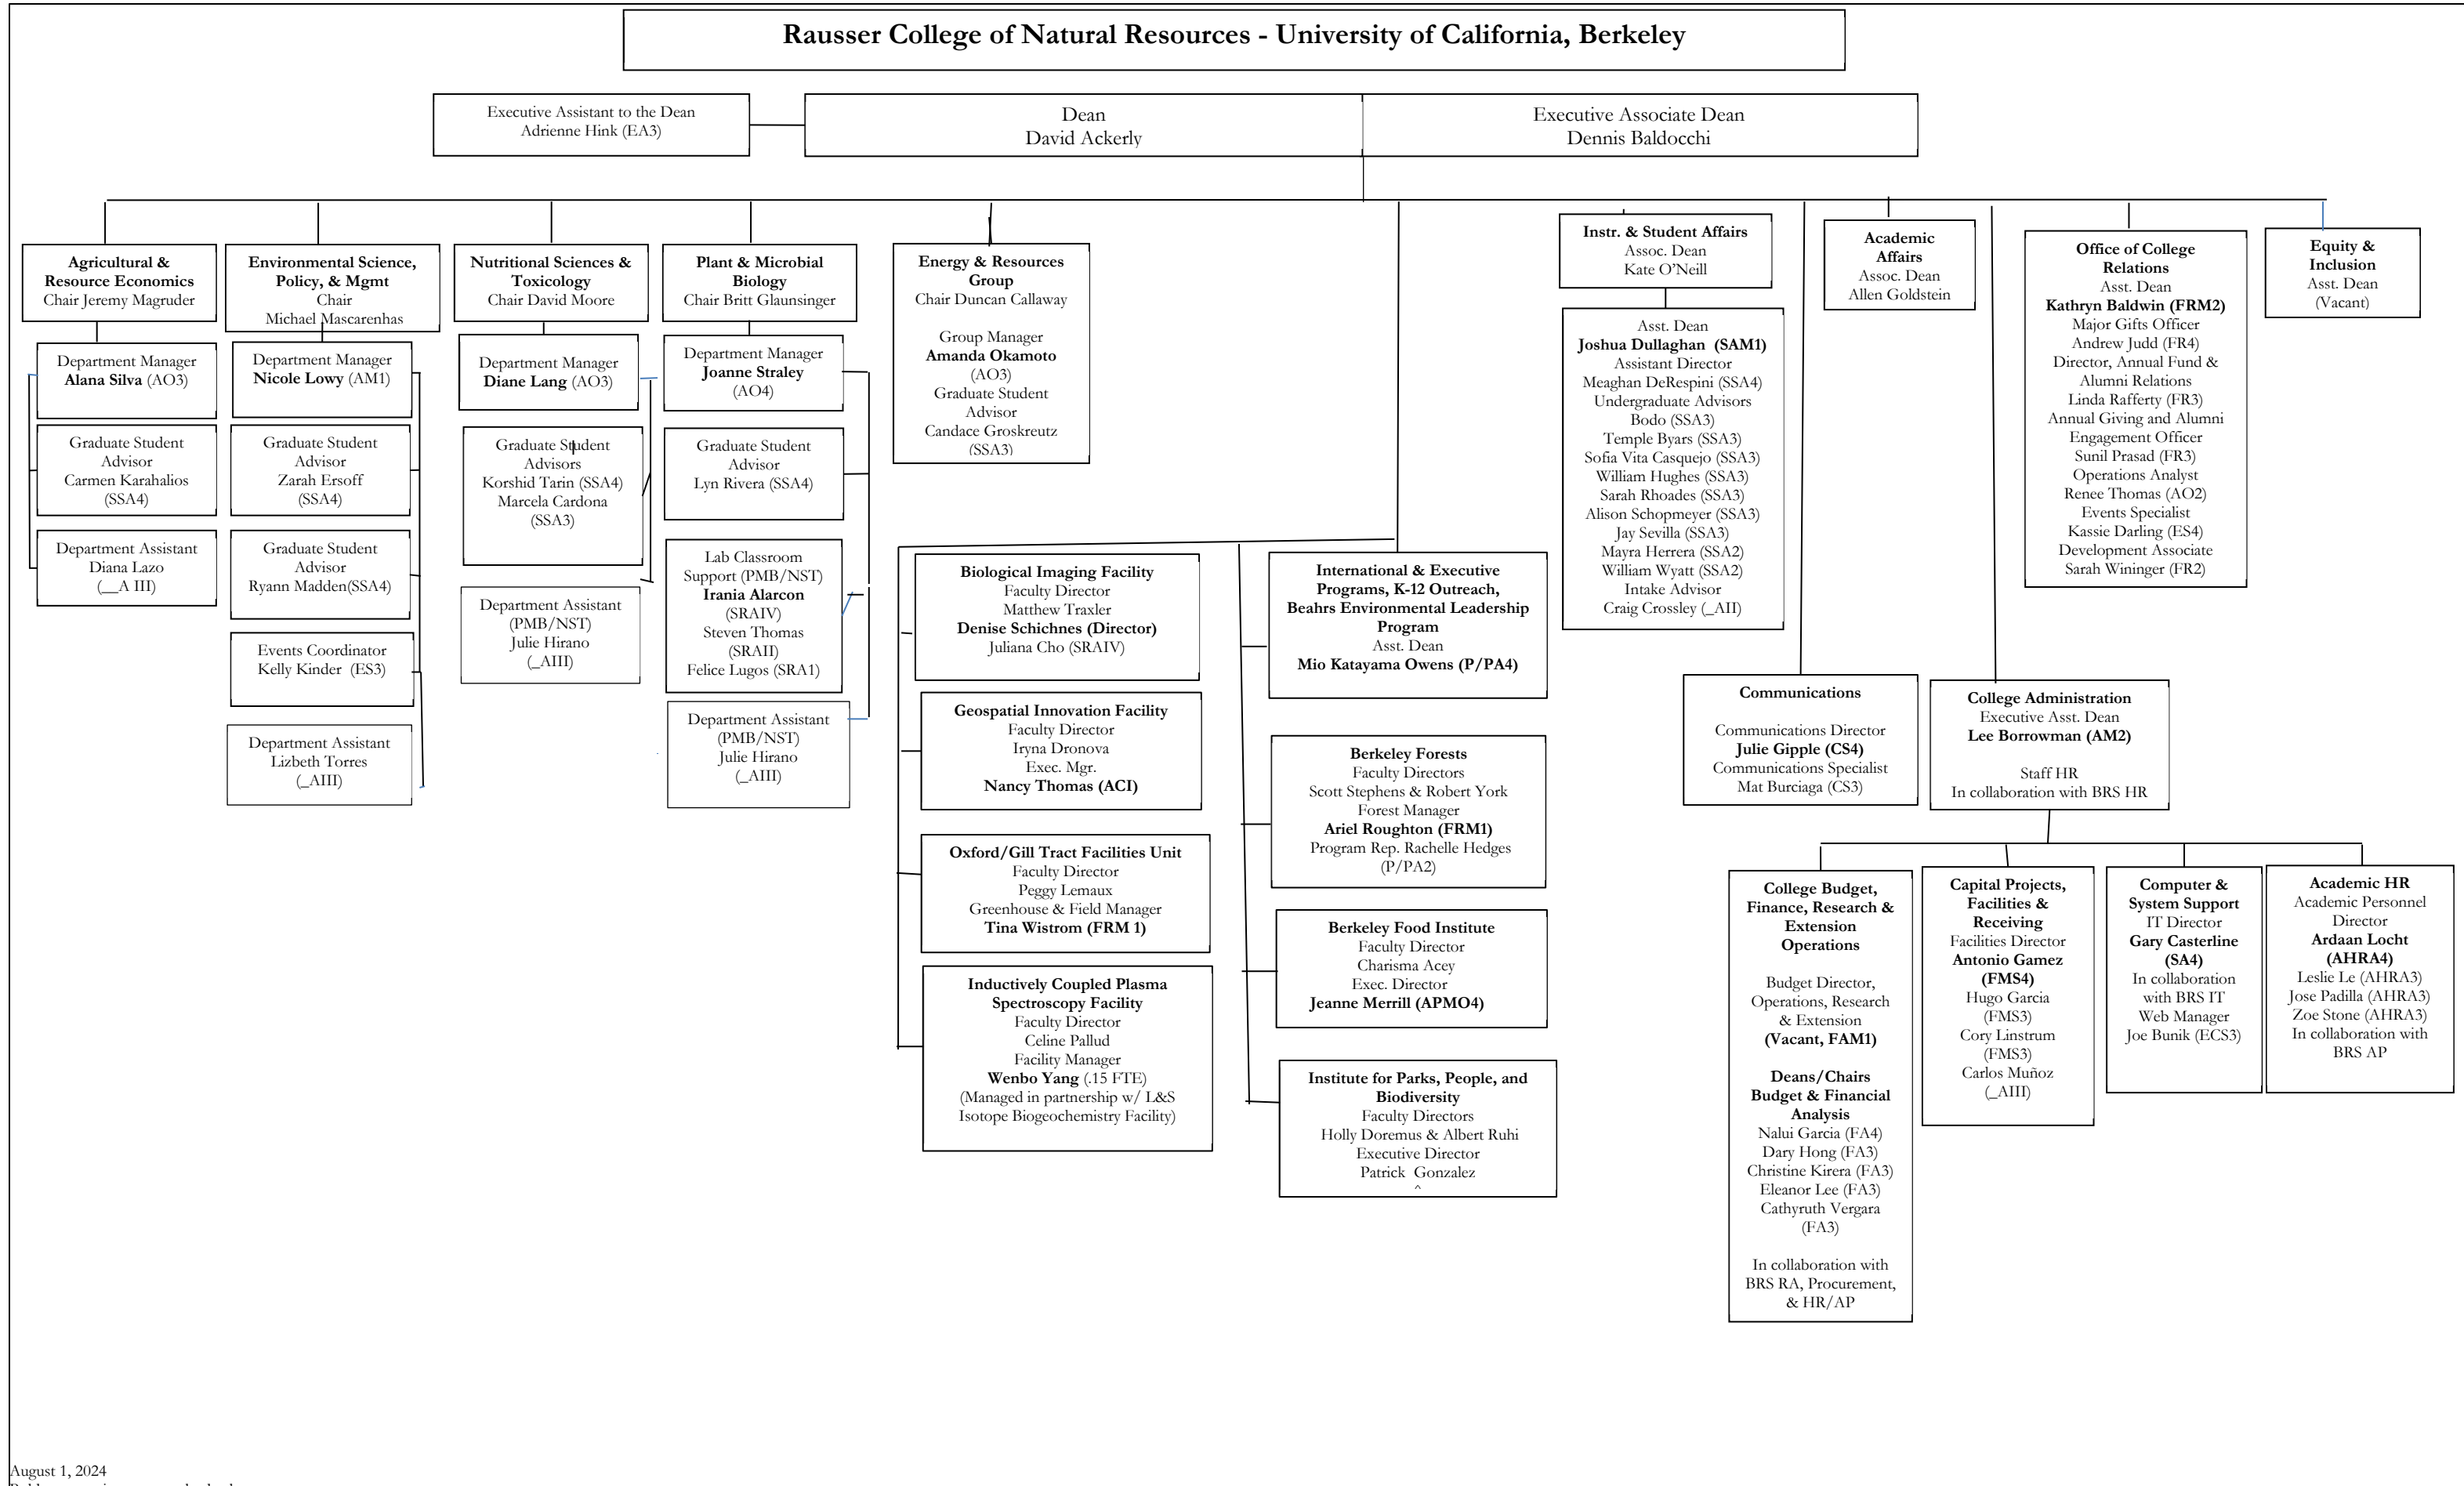 Rausser College of Natural Resources - University of California, Berkeley
Executive Assistant to the Dean
Adrienne Hink (EA3)
Dean
David Ackerly
Executive Associate Dean
Dennis Baldocchi
Agricultural &
Resource Economics
Chair Jeremy Magruder
Department Manager
Alana Silva (AO3)
Graduate Student
Advisor
Carmen Karahalios
(SSA4)
Department Assistant
Diana Lazo
(__A III)
Environmental Science,
Policy, & Mgmt
Chair
Michael Mascarenhas
Department Manager
Nicole Lowy (AM1)
Graduate Student
Advisor
Zarah Ersoff
(SSA4)
Graduate Student
Advisor
Ryann Madden(SSA4)
Events Coordinator
Kelly Kinder (ES3)
Department Assistant
Lizbeth Torres
(_AIII)
Nutritional Sciences &
Toxicology
Chair David Moore
Department Manager
Diane Lang (AO3)
Graduate Student
Advisors
Korshid Tarin (SSA4)
Marcela Cardona
(SSA3)
Department Assistant
(PMB/NST)
Julie Hirano
(_AIII)
Plant & Microbial
Biology
Chair Britt Glaunsinger
Department Manager
Joanne Straley
(AO4)
Graduate Student
Advisor
Lyn Rivera (SSA4)
Lab Classroom
Support (PMB/NST)
Irania Alarcon
(SRAIV)
Steven Thomas
(SRAII)
Felice Lugos (SRA1)
Department Assistant
(PMB/NST)
Julie Hirano
(_AIII)
Energy & Resources
Group
Chair Duncan Callaway
Group Manager
Amanda Okamoto
(AO3)
Graduate Student
Advisor
Candace Groskreutz
(SSA3)
Biological Imaging Facility
Faculty Director
Matthew Traxler
Denise Schichnes (Director)
Juliana Cho (SRAIV)
Geospatial Innovation Facility
Faculty Director
Iryna Dronova
Exec. Mgr.
Nancy Thomas (ACI)
Oxford/Gill Tract Facilities Unit
Faculty Director
Peggy Lemaux
Greenhouse & Field Manager
Tina Wistrom (FRM 1)
Inductively Coupled Plasma
Spectroscopy Facility
Faculty Director
Celine Pallud
Facility Manager
Wenbo Yang (.15 FTE)
(Managed in partnership w/ L&S
Isotope Biogeochemistry Facility)
International & Executive
Programs, K-12 Outreach,
Beahrs Environmental Leadership
Program
Asst. Dean
Mio Katayama Owens (P/PA4)
Berkeley Forests
Faculty Directors
Scott Stephens & Robert York
Forest Manager
Ariel Roughton (FRM1)
Program Rep. Rachelle Hedges
(P/PA2)
Berkeley Food Institute
Faculty Director
Charisma Acey
Exec. Director
Jeanne Merrill (APMO4)
Institute for Parks, People, and
Biodiversity
Faculty Directors
Holly Doremus & Albert Ruhi
Executive Director
Patrick Gonzalez
Instr. & Student Affairs
Assoc. Dean
Kate O’Neill
Asst. Dean
Joshua Dullaghan (SAM1)
Assistant Director
Meaghan DeRespini (SSA4)
Undergraduate Advisors
Bodo (SSA3)
Temple Byars (SSA3)
Sofia Vita Casquejo (SSA3)
William Hughes (SSA3)
Sarah Rhoades (SSA3)
Alison Schopmeyer (SSA3)
Jay Sevilla (SSA3)
Mayra Herrera (SSA2)
William Wyatt (SSA2)
Intake Advisor
Craig Crossley (_AII)
Communications
Communications Director
Julie Gipple (CS4)
Communications Specialist
Mat Burciaga (CS3)
Academic
Affairs
Assoc. Dean
Allen Goldstein
College Administration
Executive Asst. Dean
Lee Borrowman (AM2)
Staff HR
In collaboration with BRS HR
College Budget,
Finance, Research &
Extension
Operations
Budget Director,
Operations, Research
& Extension
(Vacant, FAM1)
Deans/Chairs
Budget & Financial
Analysis
Nalui Garcia (FA4)
Dary Hong (FA3)
Christine Kirera (FA3)
Eleanor Lee (FA3)
Cathyruth Vergara
(FA3)
In collaboration with
BRS RA, Procurement,
& HR/AP
Capital Projects,
Facilities &
Receiving
Facilities Director
Antonio Gamez
(FMS4)
Hugo Garcia
(FMS3)
Cory Linstrum
(FMS3)
Carlos Muñoz
(_AIII)
Computer &
System Support
IT Director
Gary Casterline
(SA4)
In collaboration
with BRS IT
Web Manager
Joe Bunik (ECS3)
Academic HR
Academic Personnel
Director
Ardaan Locht
(AHRA4)
Leslie Le (AHRA3)
Jose Padilla (AHRA3)
Zoe Stone (AHRA3)
In collaboration with
BRS AP
Office of College
Relations
Asst. Dean
Kathryn Baldwin (FRM2)
Major Gifts Officer
Andrew Judd (FR4)
Director, Annual Fund &
Alumni Relations
Linda Rafferty (FR3)
Annual Giving and Alumni
Engagement Officer
Sunil Prasad (FR3)
Operations Analyst
Renee Thomas (AO2)
Events Specialist
Kassie Darling (ES4)
Development Associate
Sarah Wininger (FR2)
Equity &
Inclusion
Asst. Dean
(Vacant)
August 1, 2024